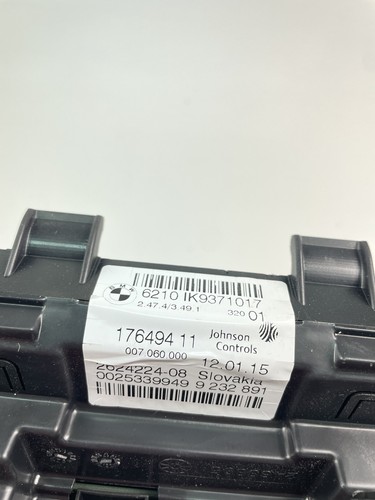 BMW
6210 IK9371017
2.47.4/3.49.1 320 01
176494 11 Johnson Controls
007 060 000 12.01.15
2624224-08 Slovakia
0025339949 9 232 891